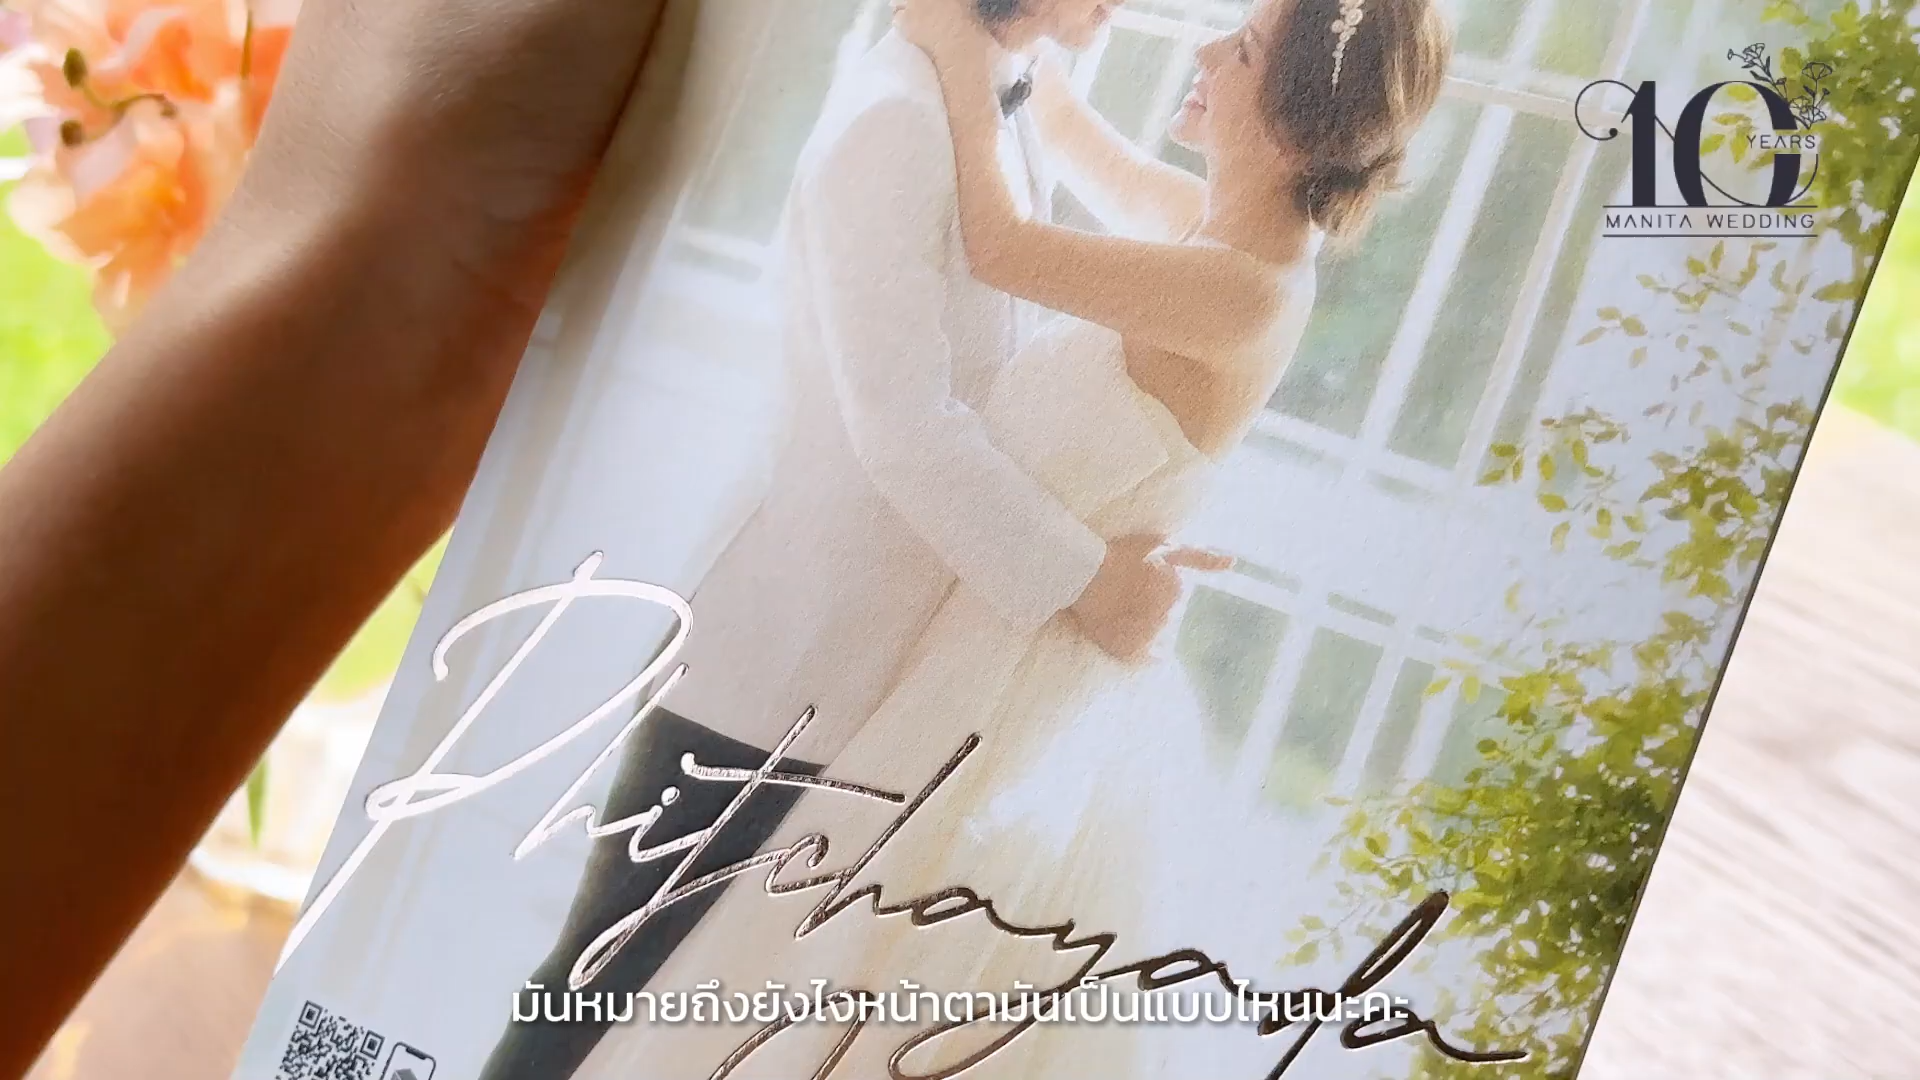 10
YEARS
MANITA WEDDING
Phitchayada
มันหมายถึงยังไงหน้าตามันเป็นแบบไหนนะคะ